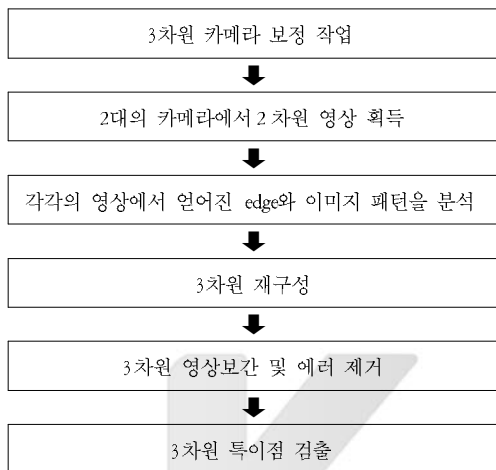 3차원 카메라 보정 작업
2대의 카메라에서 2 차원 영상 획득
각각의 영상에서 얻어진 edge와 이미지 패턴을 분석
3차원 재구성
3차원 영상보간 및 에러 제거
3차원 특이점 검출